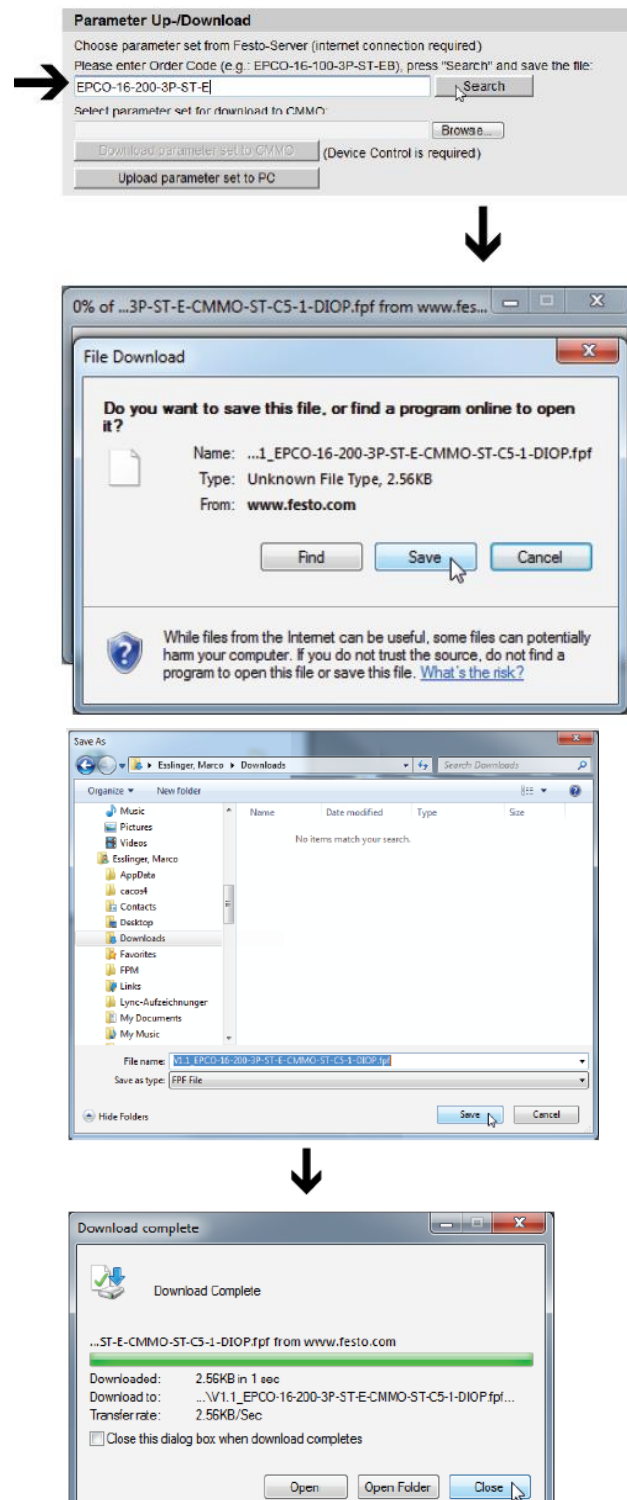 Parameter Up-/Download
Choose parameter set from Festo-Server (internet connection required)
Please enter Order Code (e.g.: EPCO-16-100-3P-ST-EB), press "Search" and save the file:
EPCO-16-200-3P-ST-E Search
Select parameter set for download to CMMO:
Browse...
Download parameter set to CMMO (Device Control is required)
Upload parameter set to PC
0% of ...3P-ST-E-CMMO-ST-C5-1-DIOP.fpf from www.fes...
File Download
Do you want to save this file, or find a program online to open
it?
Name: ...1_EPCO-16-200-3P-ST-E-CMMO-ST-C5-1-DIOP.fpf
Type: Unknown File Type, 2.56KB
From: www.festo.com
Find Save Cancel
While files from the Internet can be useful, some files can potentially
harm your computer. If you do not trust the source, do not find a
program to open this file or save this file. What's the risk?
Save As
Esslinger, Marco Downloads Search Downloads
Organize New folder
Name Date modified Type Size
No items match your search.
Music
Pictures
Videos
Esslinger, Marco
AppData
cacos4
Contacts
Desktop
Downloads
Favorites
FPM
Links
Lync-Aufzeichnunger
My Documents
My Music
File name: V1.1_EPCO-16-200-3P-ST-E-CMMO-ST-C5-1-DIOP.fpf
Save as type: FPF File
Hide Folders Save Cancel
Download complete
Download Complete
...ST-E-CMMO-ST-C5-1-DIOP.fpf from www.festo.com
Downloaded: 2.56KB in 1 sec
Download to: ...\V1.1_EPCO-16-200-3P-ST-E-CMMO-ST-C5-1-DIOP.fpf...
Transfer rate: 2.56KB/Sec
Close this dialog box when download completes
Open Open Folder Close